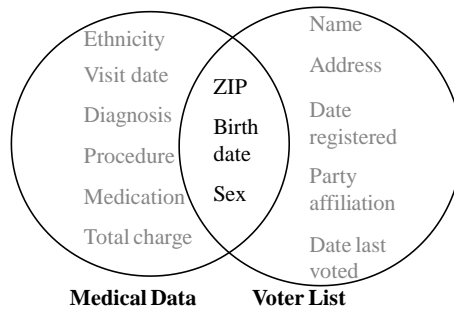 Ethnicity
Visit date
Diagnosis
Procedure
Medication
Total charge
ZIP
Birth
date
Sex
Name
Address
Date
registered
Party
affiliation
Date last
voted
Medical Data
Voter List